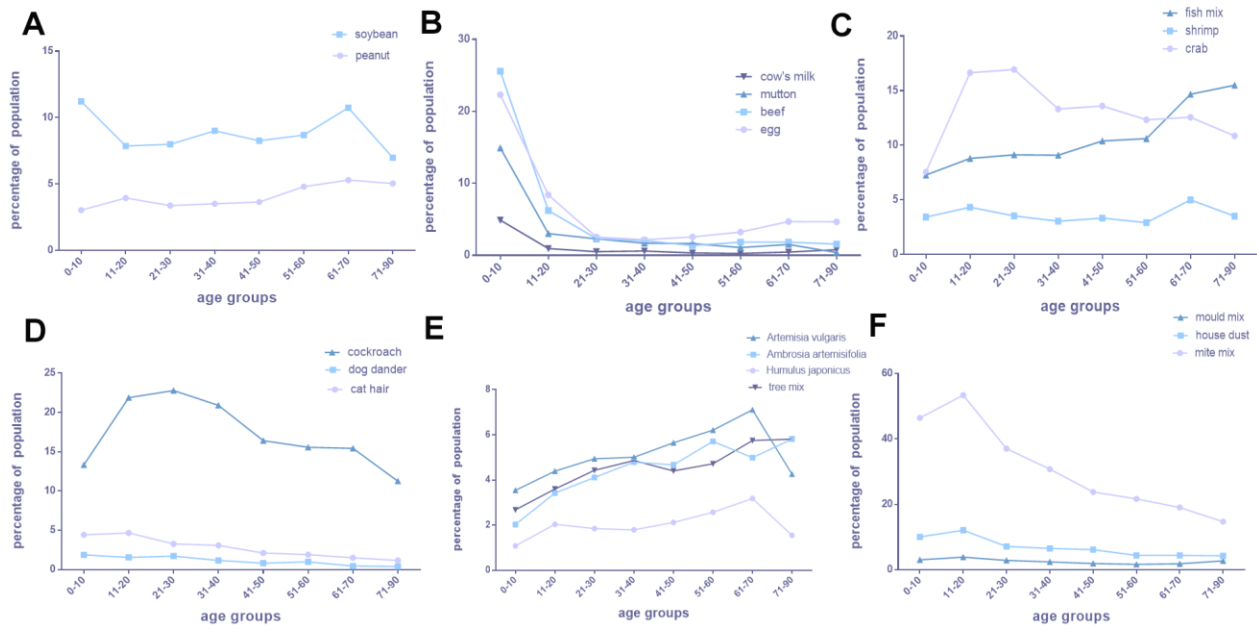 A
soybean
peanut
15
10
5
0
percentage of population
0-10
11-20
21-30
31-40
41-50
51-60
61-70
71-90
age groups
B
cow's milk
mutton
beef
egg
30
20
10
0
percentage of population
0-10
11-20
21-30
31-40
41-50
51-60
61-70
71-90
age groups
C
fish mix
shrimp
crab
20
15
10
5
0
percentage of population
0-10
11-20
21-30
31-40
41-50
51-60
61-70
71-90
age groups
D
cockroach
dog dander
cat hair
25
20
15
10
5
0
percentage of population
0-10
11-20
21-30
31-40
41-50
51-60
61-70
71-90
age groups
E
Artemisia vulgaris
Ambrosia artemisifolia
Humulus japonicus
tree mix
8
6
4
2
0
percentage of population
0-10
11-20
21-30
31-40
41-50
51-60
61-70
71-90
age groups
F
mould mix
house dust
mite mix
60
40
20
0
percentage of population
0-10
11-20
21-30
31-40
41-50
51-60
61-70
71-90
age groups